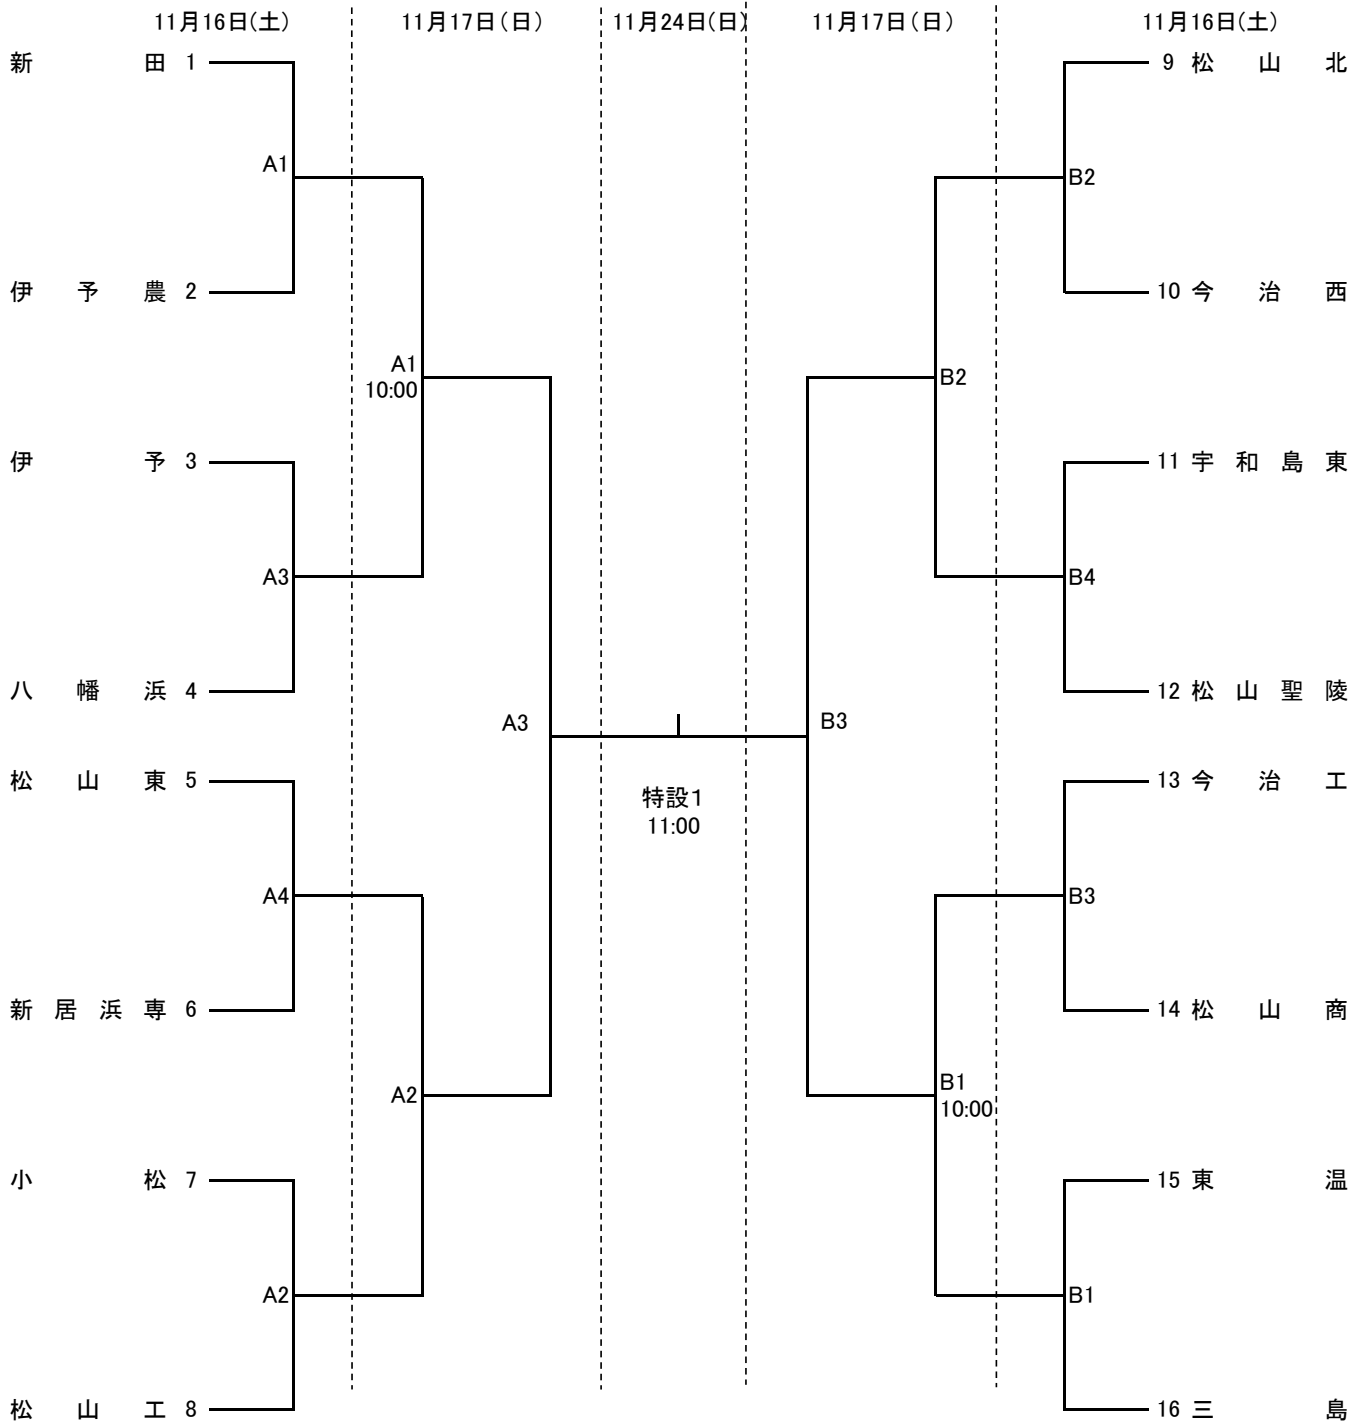 11月16日(土) 11月17日(日) 11月24日(日) 11月17日(日) 11月16日(土)
新田 1 9 松山北
A1 B2
伊予農 2 10 今治西
A1 B2
10:00
伊予 3 11 宇和島東
A3 B4
八幡浜 4 12 松山聖陵
A3 B3
松山東 5 13 今治工
特設1
11:00
A4 B3
新居浜専 6 14 松山商
A2 B1
10:00
小松 7 15 東温
A2 B1
松山工 8 16 三島